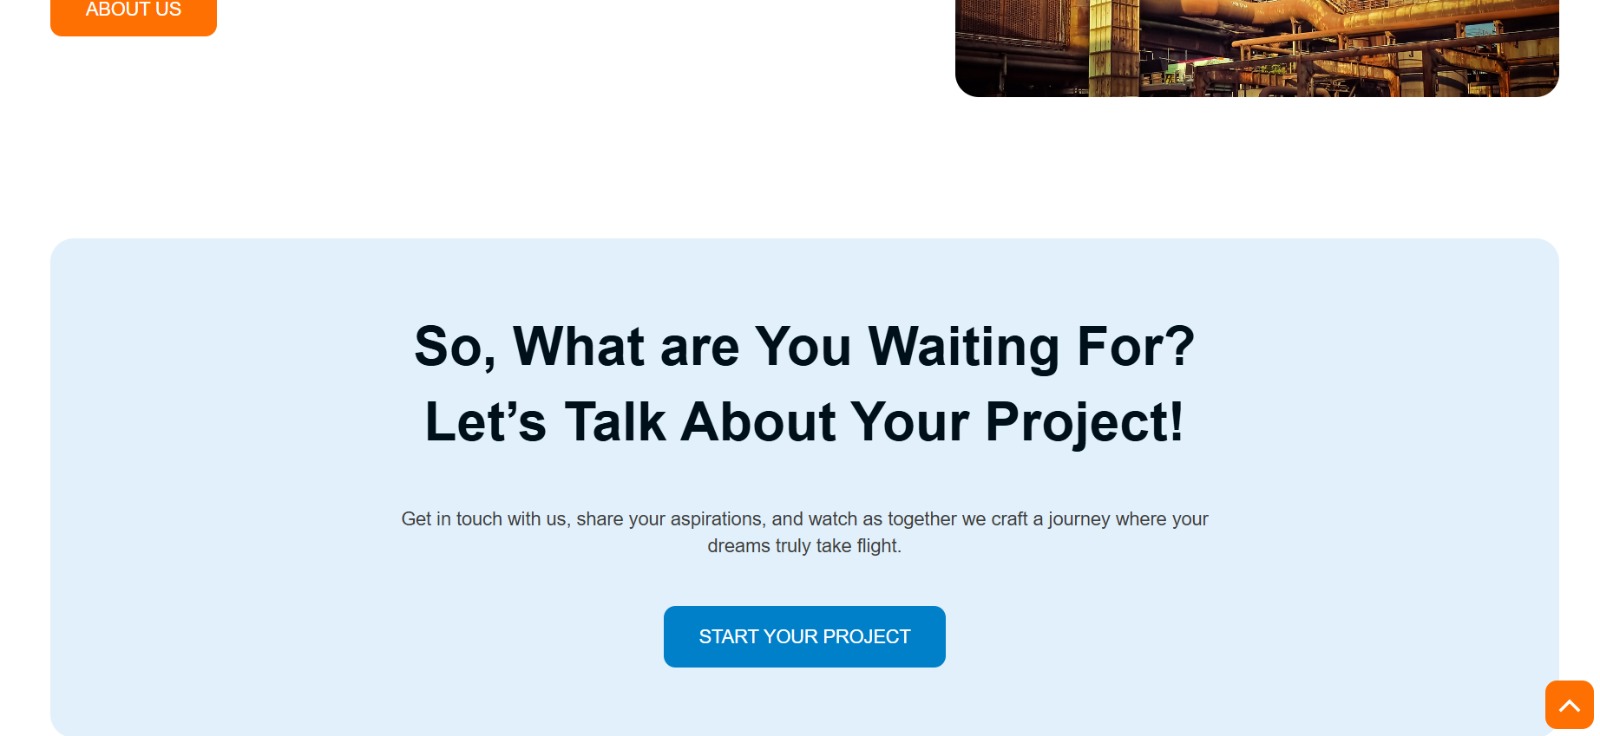 ABOUT US
So, What are You Waiting For?
Let’s Talk About Your Project!
Get in touch with us, share your aspirations, and watch as together we craft a journey where your
dreams truly take flight.
START YOUR PROJECT